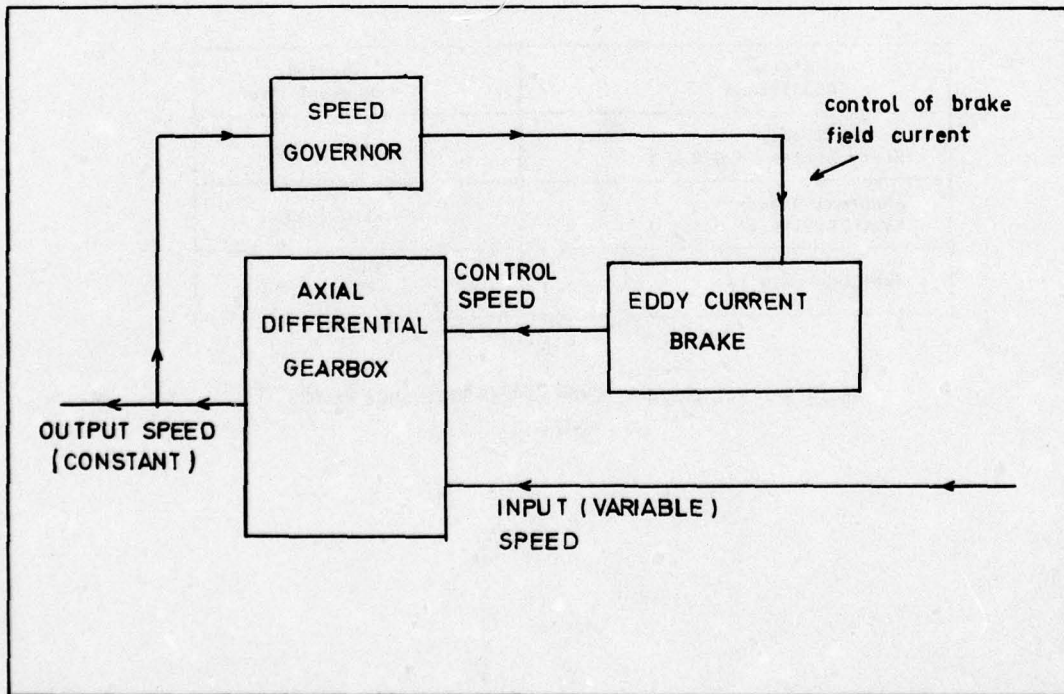 SPEED
GOVERNOR
control of brake
field current
AXIAL
DIFFERENTIAL
GEARBOX
CONTROL
SPEED
EDDY CURRENT
BRAKE
OUTPUT SPEED
(CONSTANT)
INPUT (VARIABLE)
SPEED